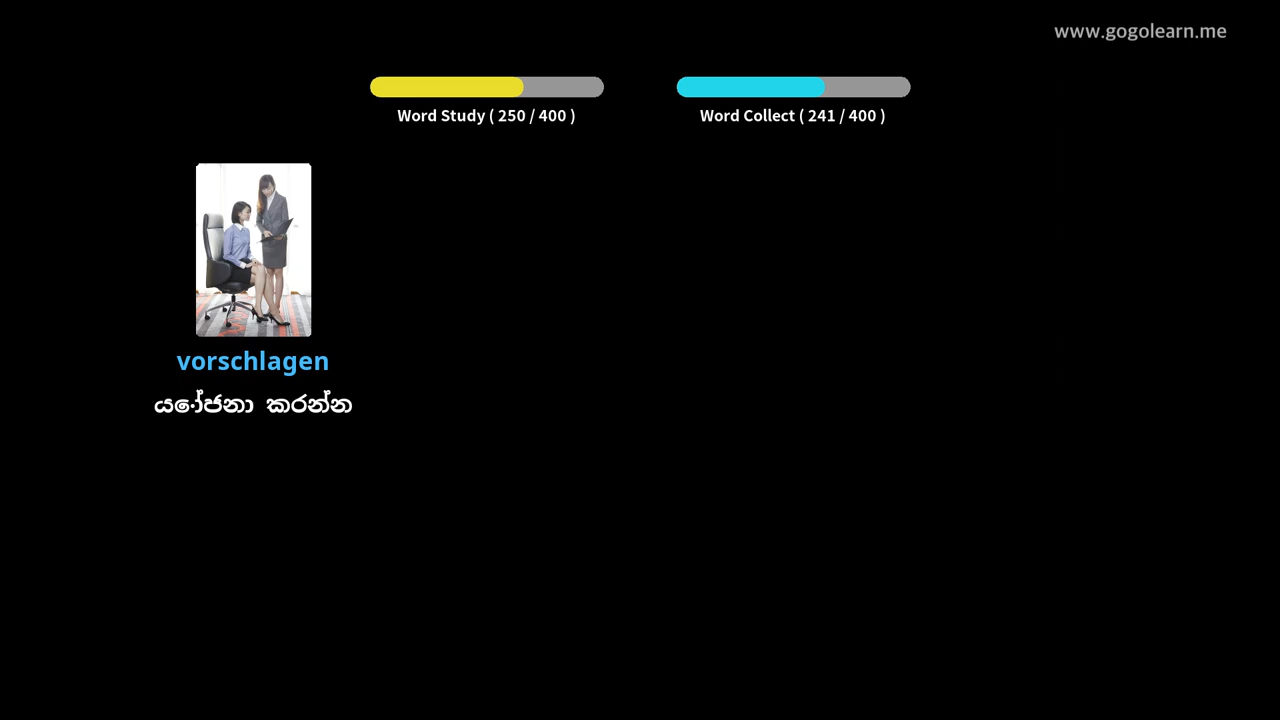 www.gogolearn.me
Word Study ( 250 / 400 )
Word Collect ( 241 / 400 )
vorschlagen
යෝජනා කරන්න